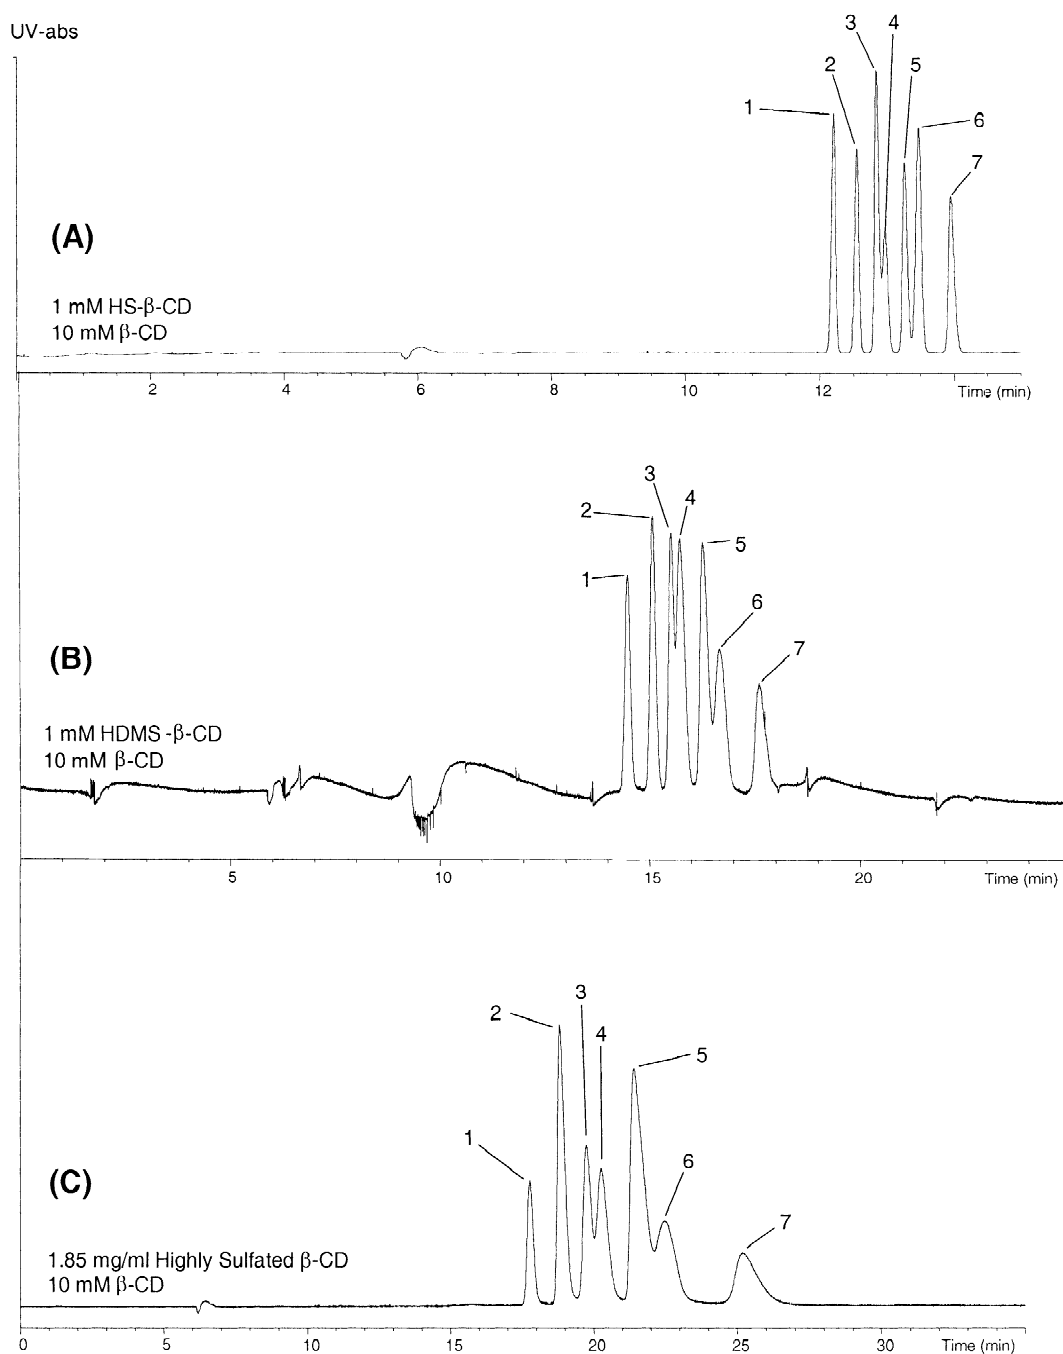 UV-abs
3 4
2 5
1 6
7
(A)
1 mM HS-β-CD
10 mM β-CD
2 4 6 8 10 12 Time (min)
3
4
2
5
1
6
7
(B)
1 mM HDMS -β-CD
10 mM β-CD
5 10 15 20 Time (min)
3
2
4
5
1
6
7
(C)
1.85 mg/ml Highly Sulfated β-CD
10 mM β-CD
0 5 10 15 20 25 30 Time (min)